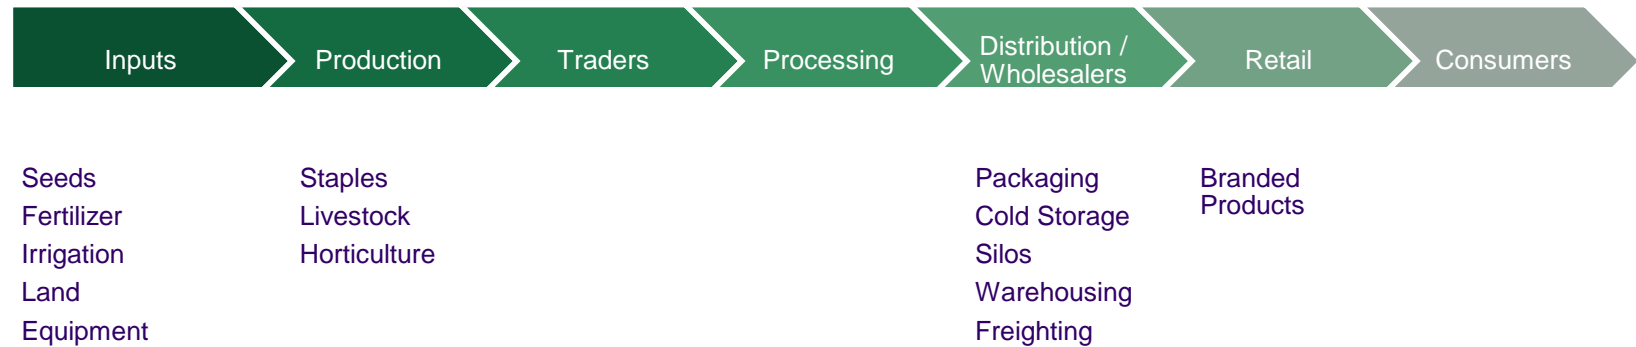 Inputs
Production
Traders
Processing
Distribution /
Wholesalers
Retail
Consumers
Seeds
Fertilizer
Irrigation
Land
Equipment
Staples
Livestock
Horticulture
Packaging
Cold Storage
Silos
Warehousing
Freighting
Branded
Products